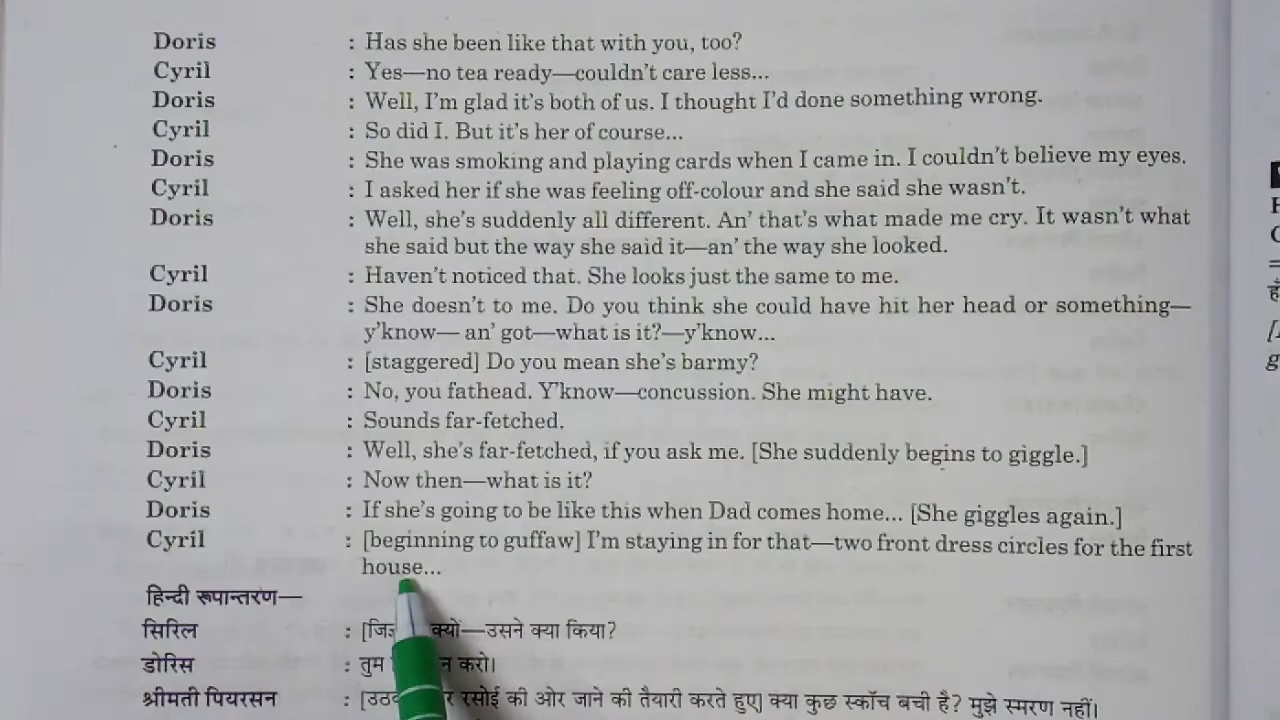 Doris : Has she been like that with you, too?
Cyril : Yes—no tea ready—couldn't care less...
Doris : Well, I'm glad it's both of us. I thought I'd done something wrong.
Cyril : So did I. But it's her of course...
Doris : She was smoking and playing cards when I came in. I couldn't believe my eyes.
Cyril : I asked her if she was feeling off-colour and she said she wasn't.
Doris : Well, she's suddenly all different. An' that's what made me cry. It wasn't what
she said but the way she said it—an' the way she looked.
Cyril : Haven't noticed that. She looks just the same to me.
Doris : She doesn't to me. Do you think she could have hit her head or something—
y'know— an' got—what is it?—y'know...
Cyril : [staggered] Do you mean she's barmy?
Doris : No, you fathead. Y'know—concussion. She might have.
Cyril : Sounds far-fetched.
Doris : Well, she's far-fetched, if you ask me. [She suddenly begins to giggle.]
Cyril : Now then—what is it?
Doris : If she's going to be like this when Dad comes home... [She giggles again.]
Cyril : [beginning to guffaw] I'm staying in for that—two front dress circles for the first
house...
हिन्दी रूपान्तरण—
सिरिल : क्यों—उसने क्या किया?
डोरिस : तुम करो।
श्रीमती पियरसन : रसोई की ओर जाने की तैयारी करते हुए] क्या कुछ स्कॉच बची है? मुझे स्मरण नहीं।